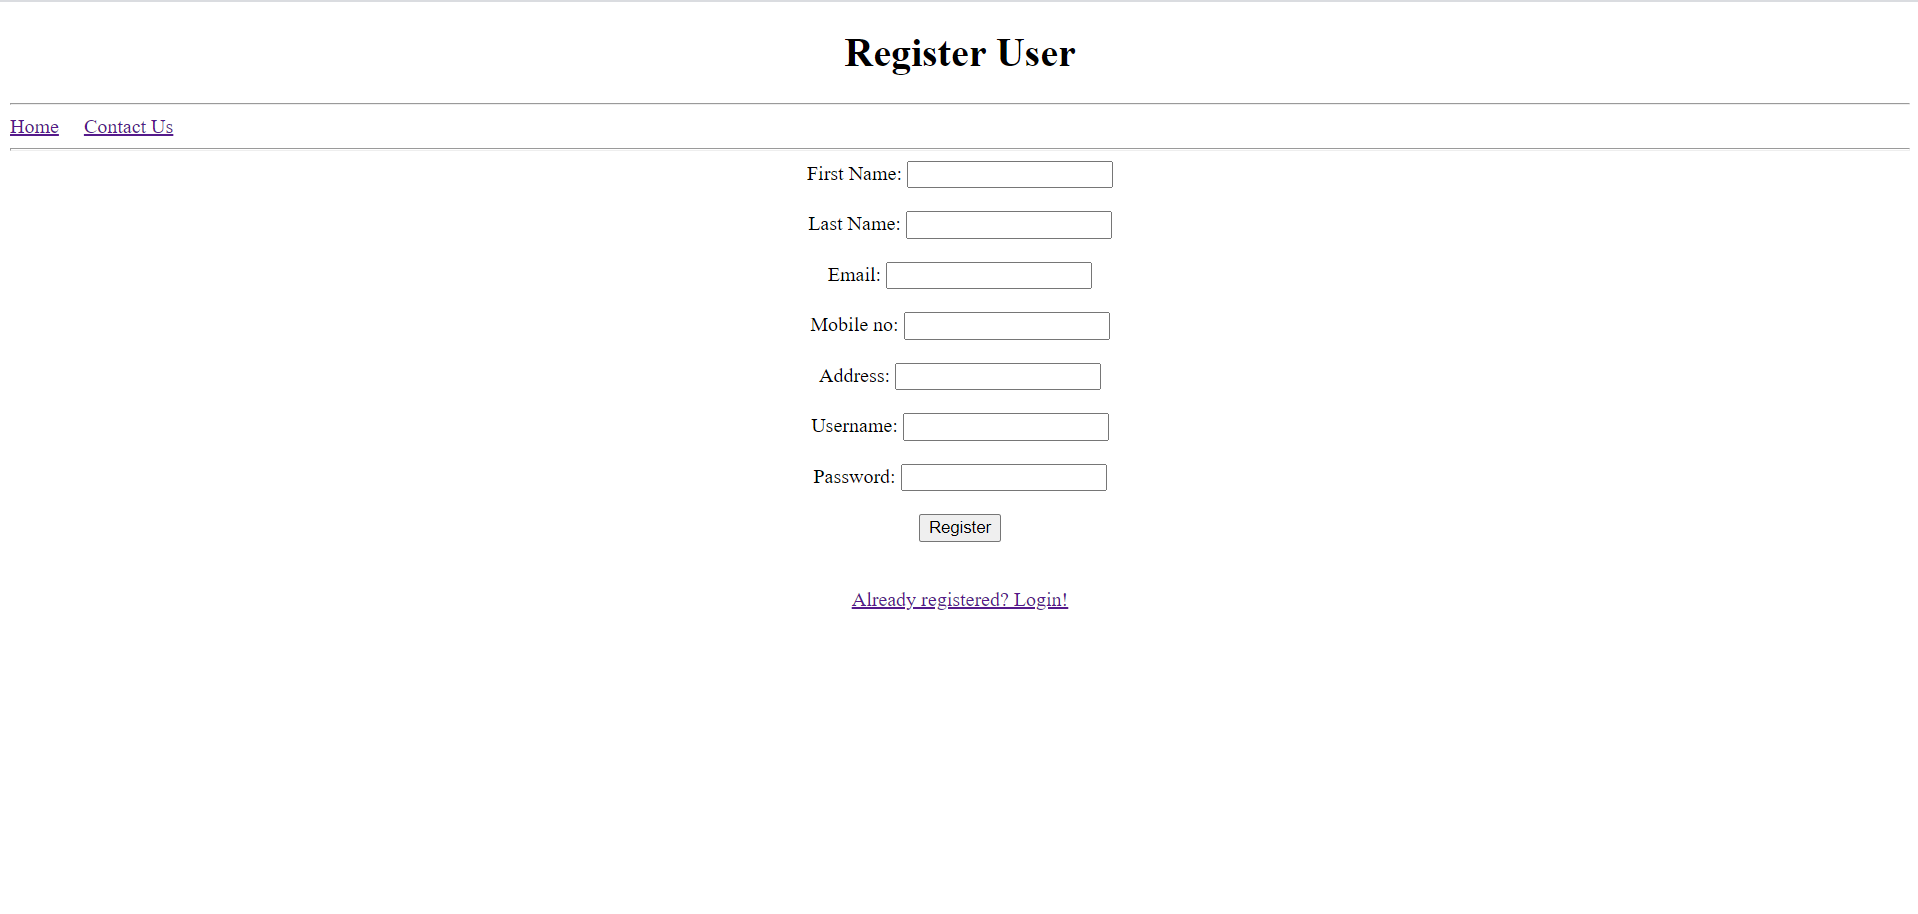 Register User
Home Contact Us
First Name:
Last Name:
Email:
Mobile no:
Address:
Username:
Password:
Register
Already registered? Login!